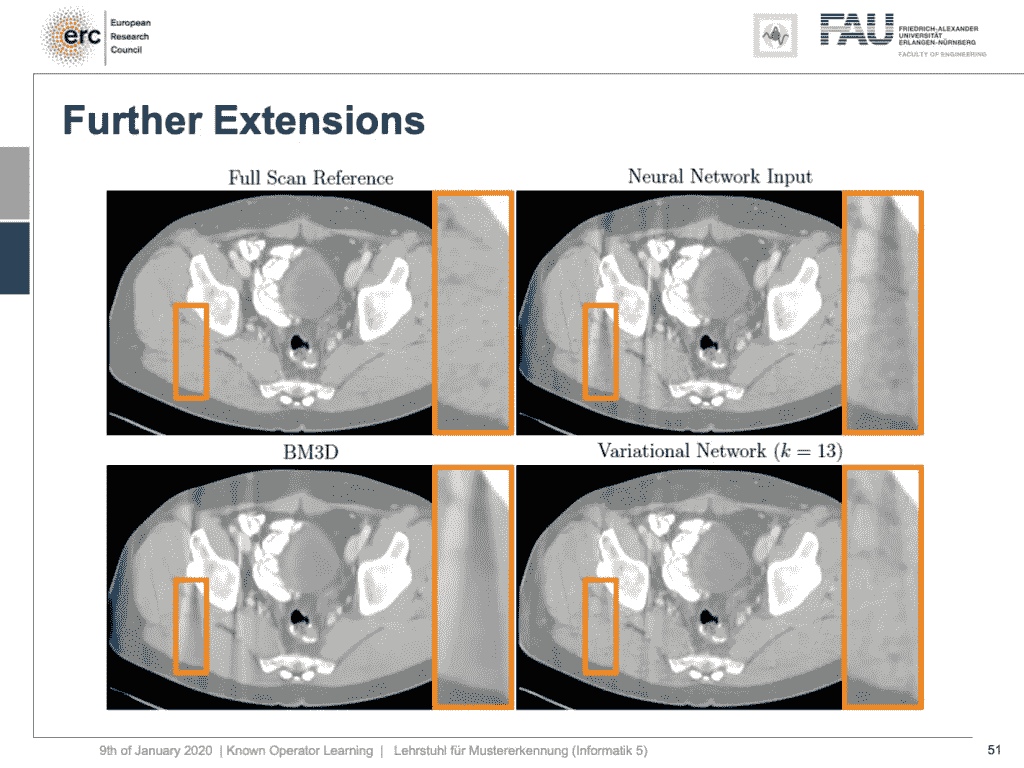 European
Research
Council
erc
FAU
FRIEDRICH-ALEXANDER
UNIVERSITÄT
ERLANGEN-NÜRNBERG
FACULTY OF ENGINEERING
Further Extensions
Full Scan Reference
Neural Network Input
BM3D
Variational Network (k = 13)
9th of January 2020 | Known Operator Learning | Lehrstuhl für Mustererkennung (Informatik 5)
51